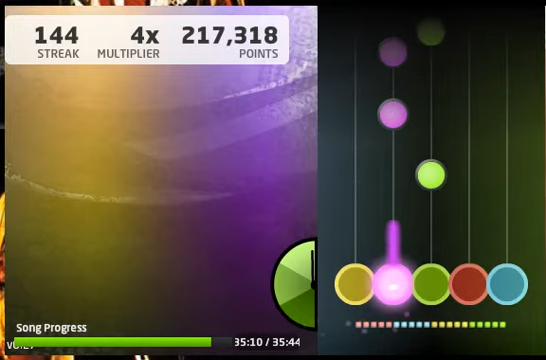 144 4x 217,318
STREAK MULTIPLIER POINTS
Song Progress
35:10 / 35:44